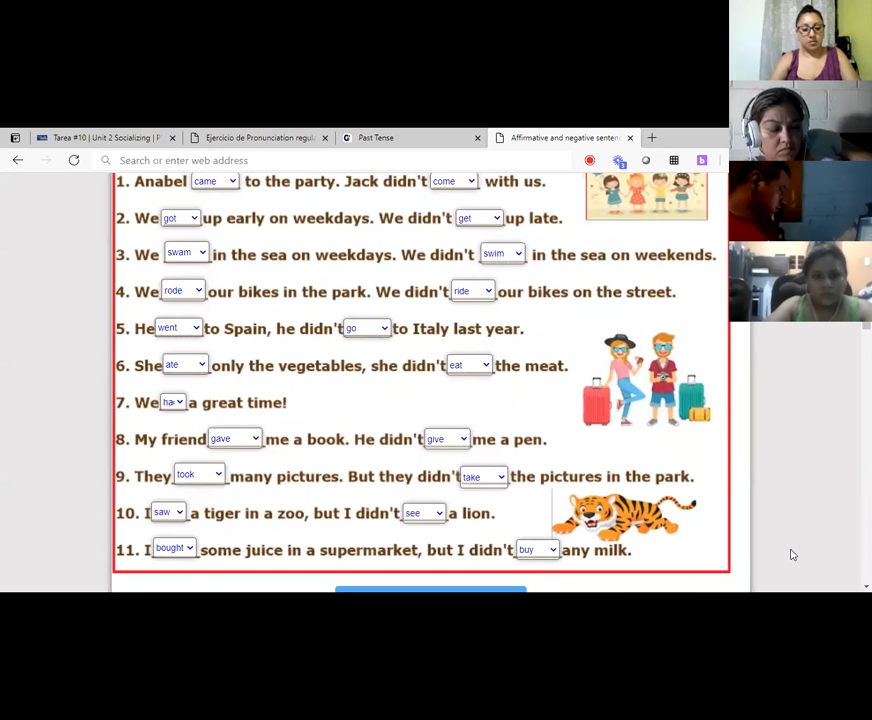 Tarea #10 | Unit 2 Socializing | P
Ejercicio de Pronunciation regul
Past Tense
Affirmative and negative senten
Search or enter web address
1. Anabel came to the party. Jack didn't come with us.
2. We got up early on weekdays. We didn't get up late.
3. We swam in the sea on weekdays. We didn't swim in the sea on weekends.
4. We rode our bikes in the park. We didn't ride our bikes on the street.
5. He went to Spain, he didn't go to Italy last year.
6. She ate only the vegetables, she didn't eat the meat.
7. We ha a great time!
8. My friend gave me a book. He didn't give me a pen.
9. They took many pictures. But they didn't take the pictures in the park.
10. I saw a tiger in a zoo, but I didn't see a lion.
11. I bought some juice in a supermarket, but I didn't buy any milk.